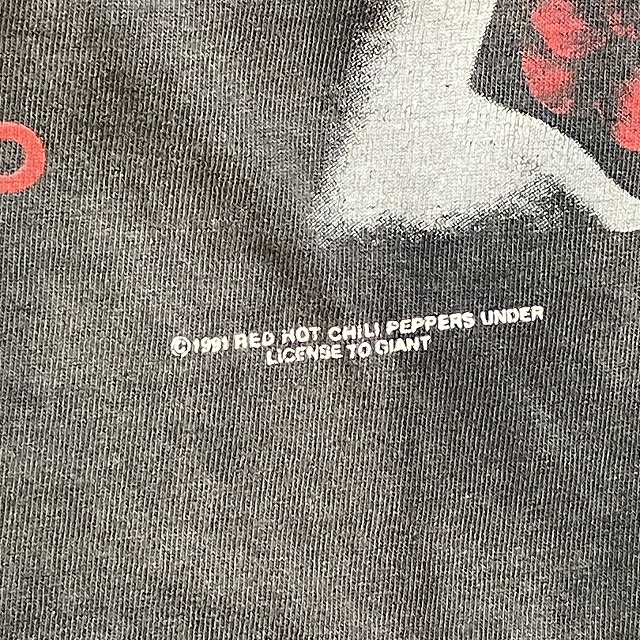 ©1991 RED HOT CHILI PEPPERS UNDER
LICENSE TO GIANT